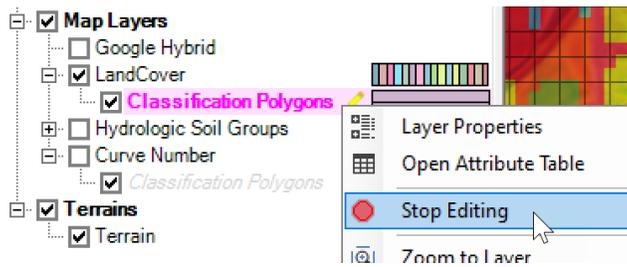 Map Layers
Google Hybrid
LandCover
Classification Polygons
Hydrologic Soil Groups
Curve Number
Classification Polygons
Terrains
Terrain
Layer Properties
Open Attribute Table
Stop Editing
Zoom to Layer